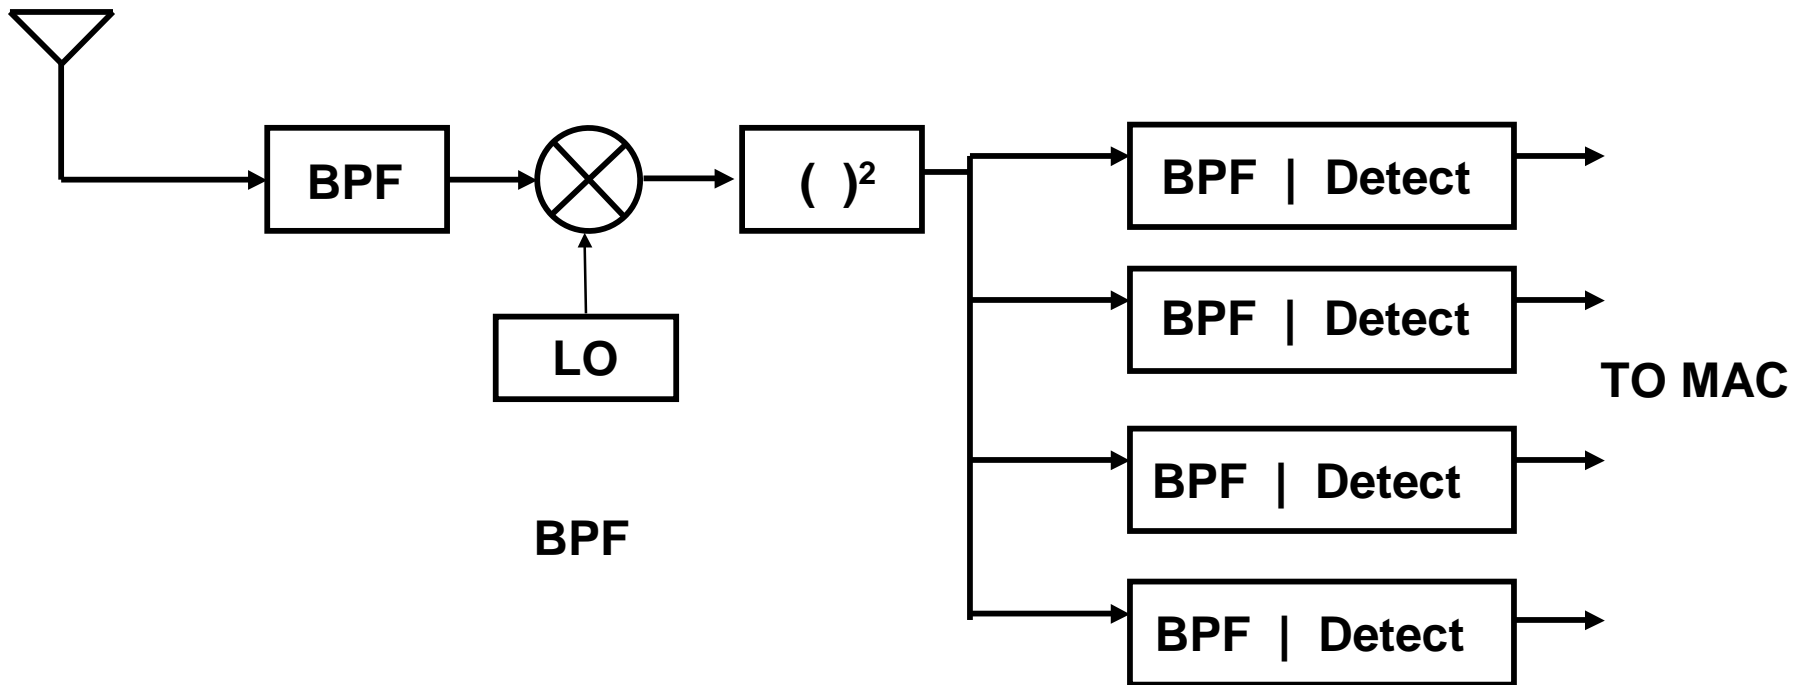 BPF
( )²
BPF | Detect
BPF | Detect
LO
TO MAC
BPF | Detect
BPF
BPF | Detect